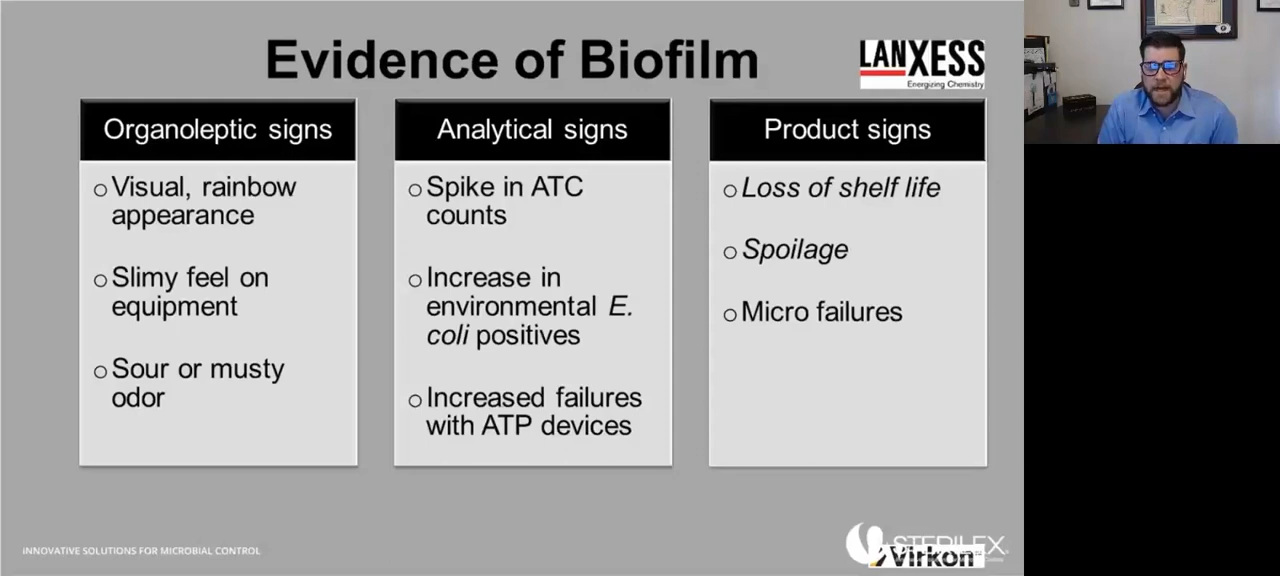 Evidence of Biofilm
LANXESS
Energizing Chemistry
Organoleptic signs
○ Visual, rainbow
appearance
○ Slimy feel on
equipment
○ Sour or musty
odor
Analytical signs
○ Spike in ATC
counts
○ Increase in
environmental E.
coli positives
○ Increased failures
with ATP devices
Product signs
○ Loss of shelf life
○ Spoilage
○ Micro failures
INNOVATIVE SOLUTIONS FOR MICROBIAL CONTROL
STERILEX
Virkon